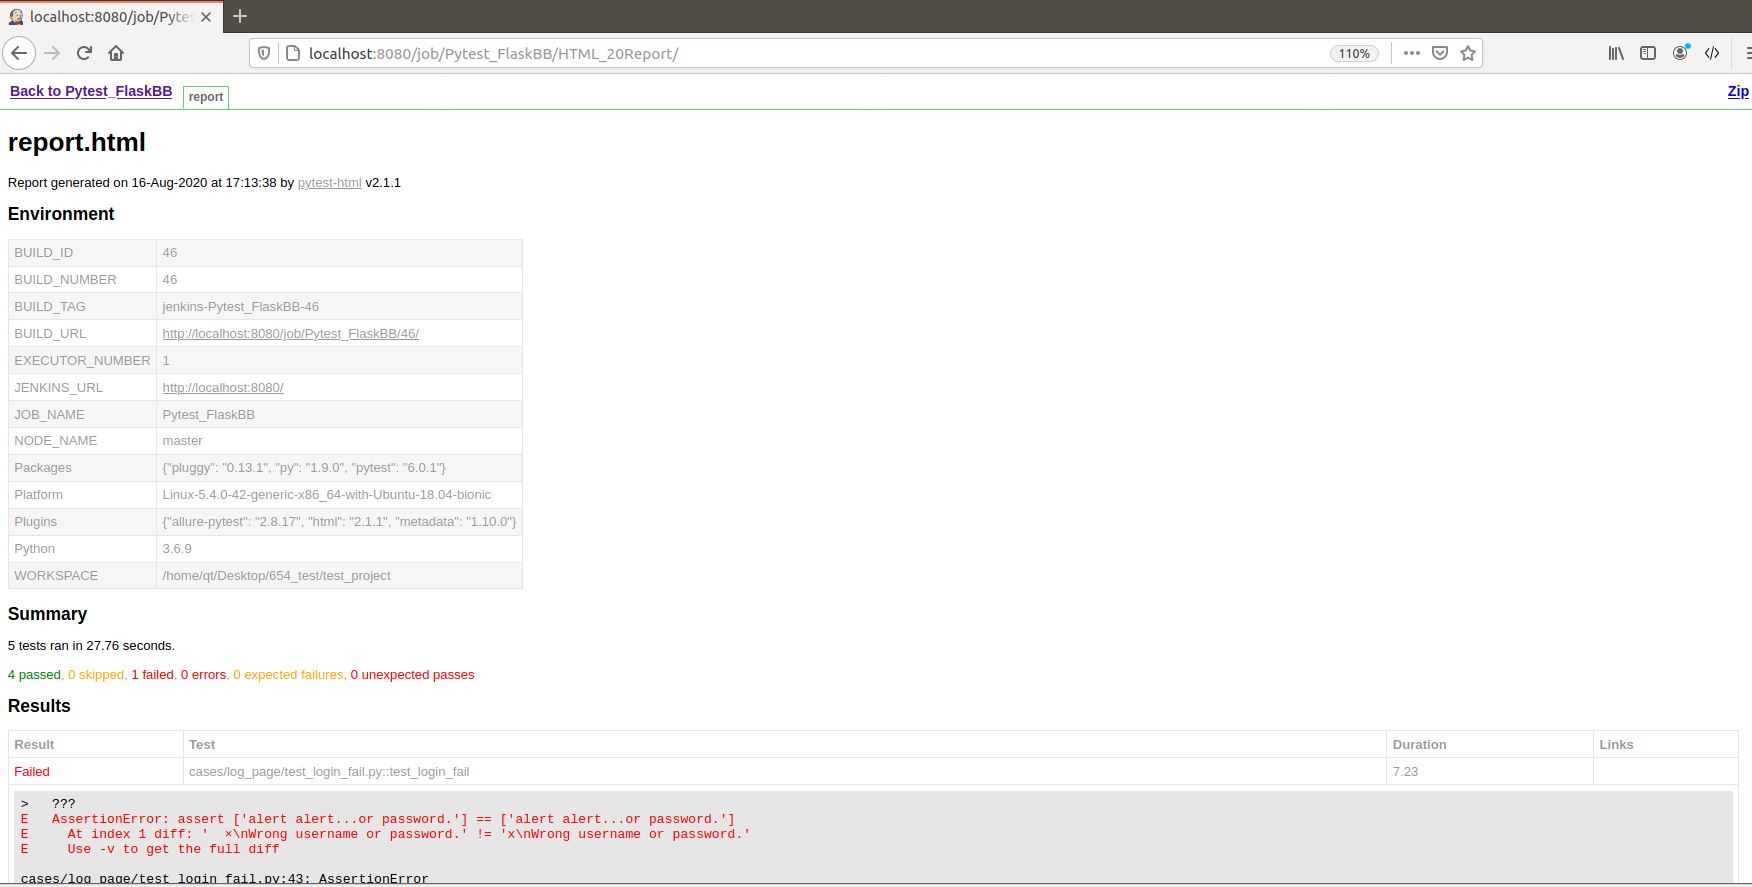 localhost:8080/job/Pytes
localhost:8080/job/Pytest_FlaskBB/HTML_20Report/ 110%
Back to Pytest_FlaskBB report Zip
report.html
Report generated on 16-Aug-2020 at 17:13:38 by pytest-html v2.1.1
Environment
BUILD_ID 46
BUILD_NUMBER 46
BUILD_TAG jenkins-Pytest_FlaskBB-46
BUILD_URL http://localhost:8080/job/Pytest_FlaskBB/46/
EXECUTOR_NUMBER 1
JENKINS_URL http://localhost:8080/
JOB_NAME Pytest_FlaskBB
NODE_NAME master
Packages {"pluggy": "0.13.1", "py": "1.9.0", "pytest": "6.0.1"}
Platform Linux-5.4.0-42-generic-x86_64-with-Ubuntu-18.04-bionic
Plugins {"allure-pytest": "2.8.17", "html": "2.1.1", "metadata": "1.10.0"}
Python 3.6.9
WORKSPACE /home/qt/Desktop/654_test/test_project
Summary
5 tests ran in 27.76 seconds.
4 passed, 0 skipped, 1 failed, 0 errors, 0 expected failures, 0 unexpected passes
Results
Result Test Duration Links
Failed cases/log_page/test_login_fail.py::test_login_fail 7.23
> ???
E AssertionError: assert ['alert alert...or password.'] == ['alert alert...or password.']
E At index 1 diff: '  ×\nWrong username or password.' != 'x\nWrong username or password.'
E Use -v to get the full diff
cases/log_page/test_login_fail.py:43: AssertionError